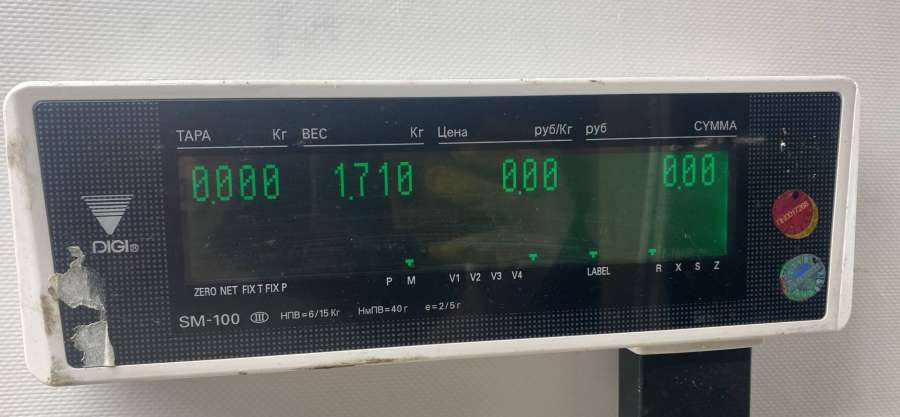 ТАРА Кг ВЕС Кг Цена руб/Кг руб СУММА
0.000 1.710 0.00 0.00
DIGI®
P M V1 V2 V3 V4 LABEL R X S Z
ZERO NET FIX T FIX P
SM-100 III НПВ=6/15 Кг НмПВ=40 г e=2/5 г